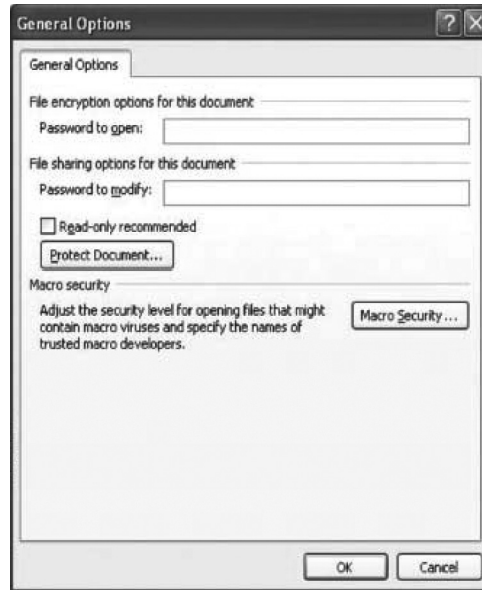 General Options
General Options
File encryption options for this document
Password to open:
File sharing options for this document
Password to modify:
Read-only recommended
Protect Document...
Macro security
Adjust the security level for opening files that might
contain macro viruses and specify the names of
trusted macro developers.
Macro Security...
OK Cancel